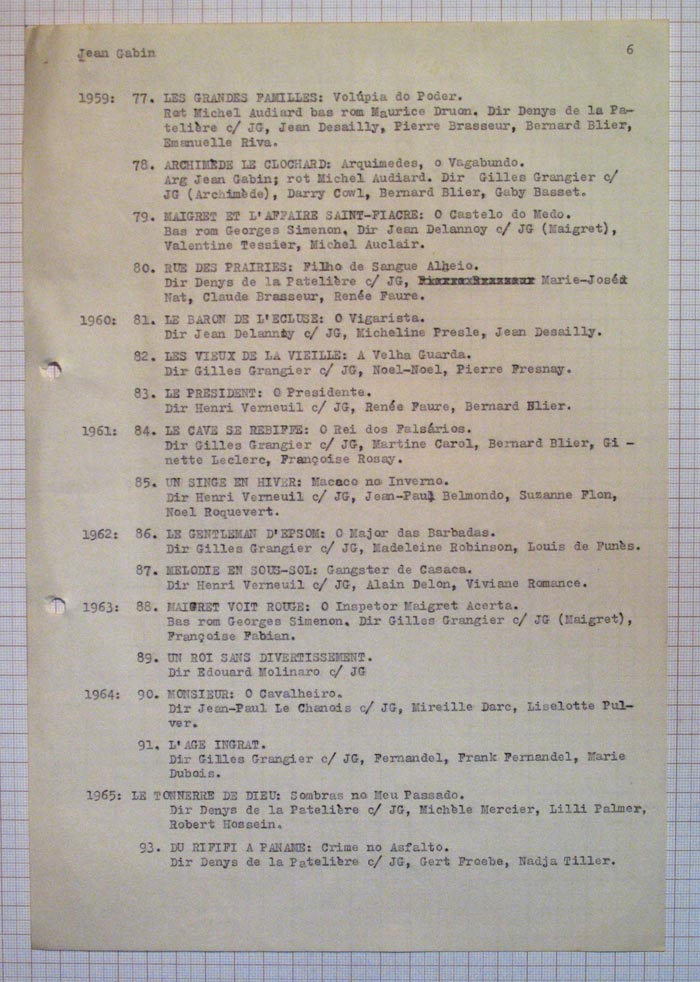 Jean Gabin 6
1959: 77. LES GRANDES FAMILLES: Volúpia do Poder.
Rot Michel Audiard bas rom Maurice Druon. Dir Denys de la Pa-
telière c/ JG, Jean Desailly, Pierre Brasseur, Bernard Blier,
Emanuelle Riva.
78. ARCHIMÈDE LE CLOCHARD: Arquimedes, o Vagabundo.
Arg Jean Gabin; rot Michel Audiard. Dir Gilles Grangier c/
JG (Archimède), Darry Cowl, Bernard Blier, Gaby Basset.
79. MAIGRET ET L'AFFAIRE SAINT-FIACRE: O Castelo do Medo.
Bas rom Georges Simenon. Dir Jean Delannoy c/ JG (Maigret),
Valentine Tessier, Michel Auclair.
80. RUE DES PRAIRIES: Filho de Sangue Alheio.
Dir Denys de la Patelière c/ JG, Marie-José
Nat, Claude Brasseur, Renée Faure.
1960: 81. LE BARON DE L'ECLUSE: O Vigarista.
Dir Jean Delannoy c/ JG, Micheline Presle, Jean Desailly.
82. LES VIEUX DE LA VIEILLE: A Velha Guarda.
Dir Gilles Grangier c/ JG, Noel-Noel, Pierre Fresnay.
83. LE PRESIDENT: O Presidente.
Dir Henri Verneuil c/ JG, Renée Faure, Bernard Blier.
1961: 84. LE CAVE SE REBIFFE: O Rei dos Falsários.
Dir Gilles Grangier c/ JG, Martine Carol, Bernard Blier, Gi -
nette Leclerc, Françoise Rosay.
85. UN SINGE EN HIVER: Macaco no Inverno.
Dir Henri Verneuil c/ JG, Jean-Paul Belmondo, Suzanne Flon,
Noel Roquevert.
1962: 86. LE GENTLEMAN D'EPSOM: O Major das Barbadas.
Dir Gilles Grangier c/ JG, Madeleine Robinson, Louis de Funès.
87. MELODIE EN SOUS-SOL: Gangster de Casaca.
Dir Henri Verneuil c/ JG, Alain Delon, Viviane Romance.
1963: 88. MAIGRET VOIT ROUGE: O Inspetor Maigret Acerta.
Bas rom Georges Simenon. Dir Gilles Grangier c/ JG (Maigret),
Françoise Fabian.
89. UN ROI SANS DIVERTISSEMENT.
Dir Edouard Molinaro c/ JG
1964: 90. MONSIEUR: O Cavalheiro.
Dir Jean-Paul Le Chanois c/ JG, Mireille Darc, Liselotte Pul-
ver.
91. L'AGE INGRAT.
Dir Gilles Grangier c/ JG, Fernandel, Frank Fernandel, Marie
Dubois.
1965: LE TONNERRE DE DIEU: Sombras no Meu Passado.
Dir Denys de la Patelière c/ JG, Michèle Mercier, Lilli Palmer,
Robert Hossein.
93. DU RIFIFI A PANAME: Crime no Asfalto.
Dir Denys de la Patelière c/ JG, Gert Froebe, Nadja Tiller.